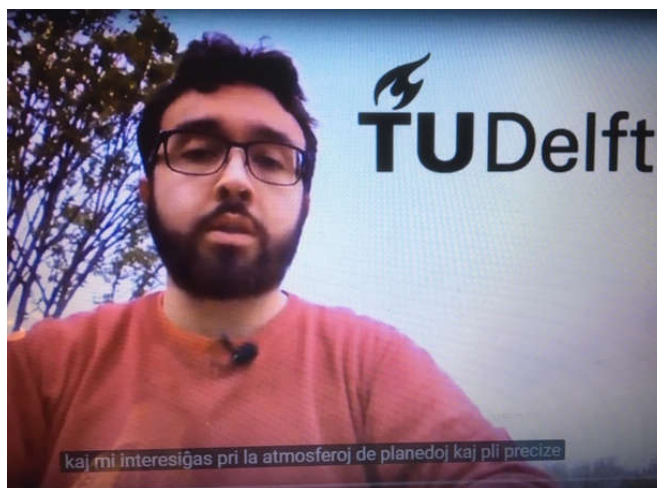 TUDelft
kaj mi interesiĝas pri la atmosferoj de planedoj kaj pli precize